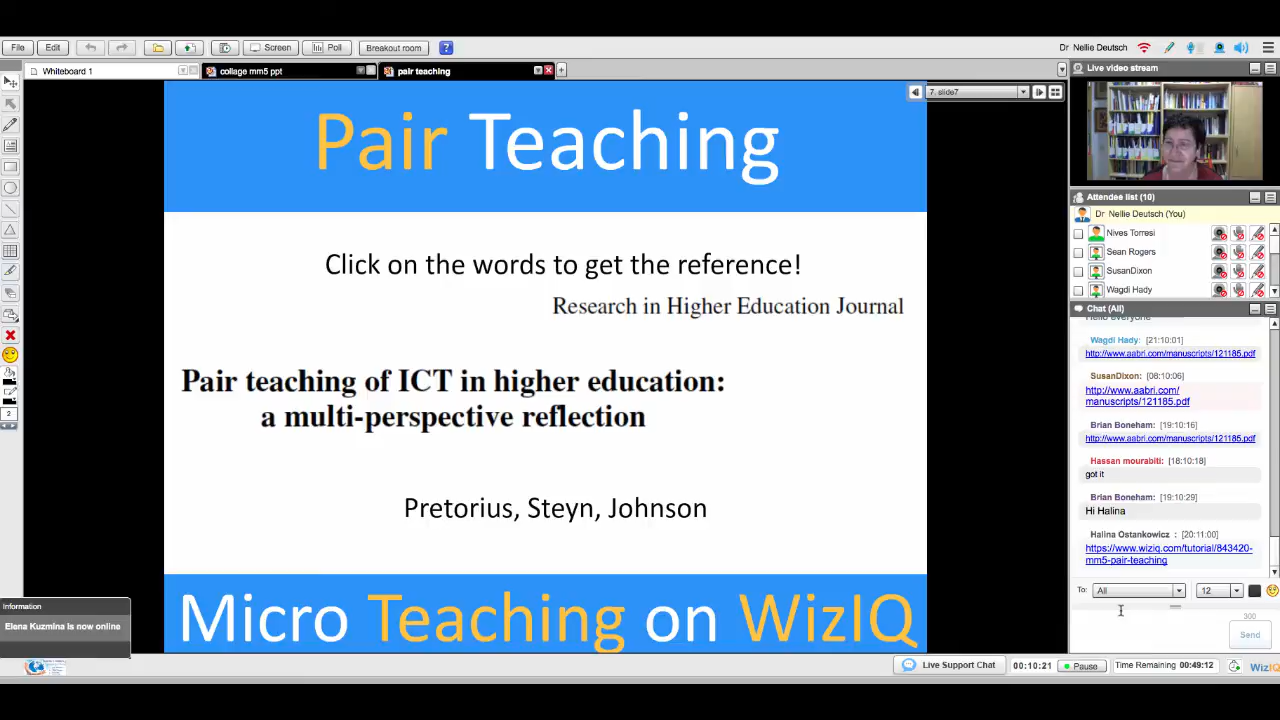 File Edit Screen Poll Breakout room ? Dr Nellie Deutsch
Whiteboard 1 collage mm5 ppt pair teaching
7. slide7
Pair Teaching
Click on the words to get the reference!
Research in Higher Education Journal
Pair teaching of ICT in higher education:
a multi-perspective reflection
Pretorius, Steyn, Johnson
Micro Teaching on WizIQ
2
Information
Elena Kuzmina is now online
Live video stream
Attendee list (10)
Dr Nellie Deutsch (You)
Nives Torresi
Sean Rogers
SusanDixon
Wagdi Hady
Chat (All)
Hello everyone
Wagdi Hady: [21:10:01]
http://www.aabri.com/manuscripts/121185.pdf
SusanDixon: [08:10:06]
http://www.aabri.com/
manuscripts/121185.pdf
Brian Boneham: [19:10:16]
http://www.aabri.com/manuscripts/121185.pdf
Hassan mourabiti: [18:10:18]
got it
Brian Boneham: [19:10:29]
Hi Halina
Halina Ostankowicz : [20:11:00]
https://www.wiziq.com/tutorial/843420-
mm5-pair-teaching
To: All 12
300
Send
Live Support Chat 00:10:21 Pause Time Remaining 00:49:12 WizIQ